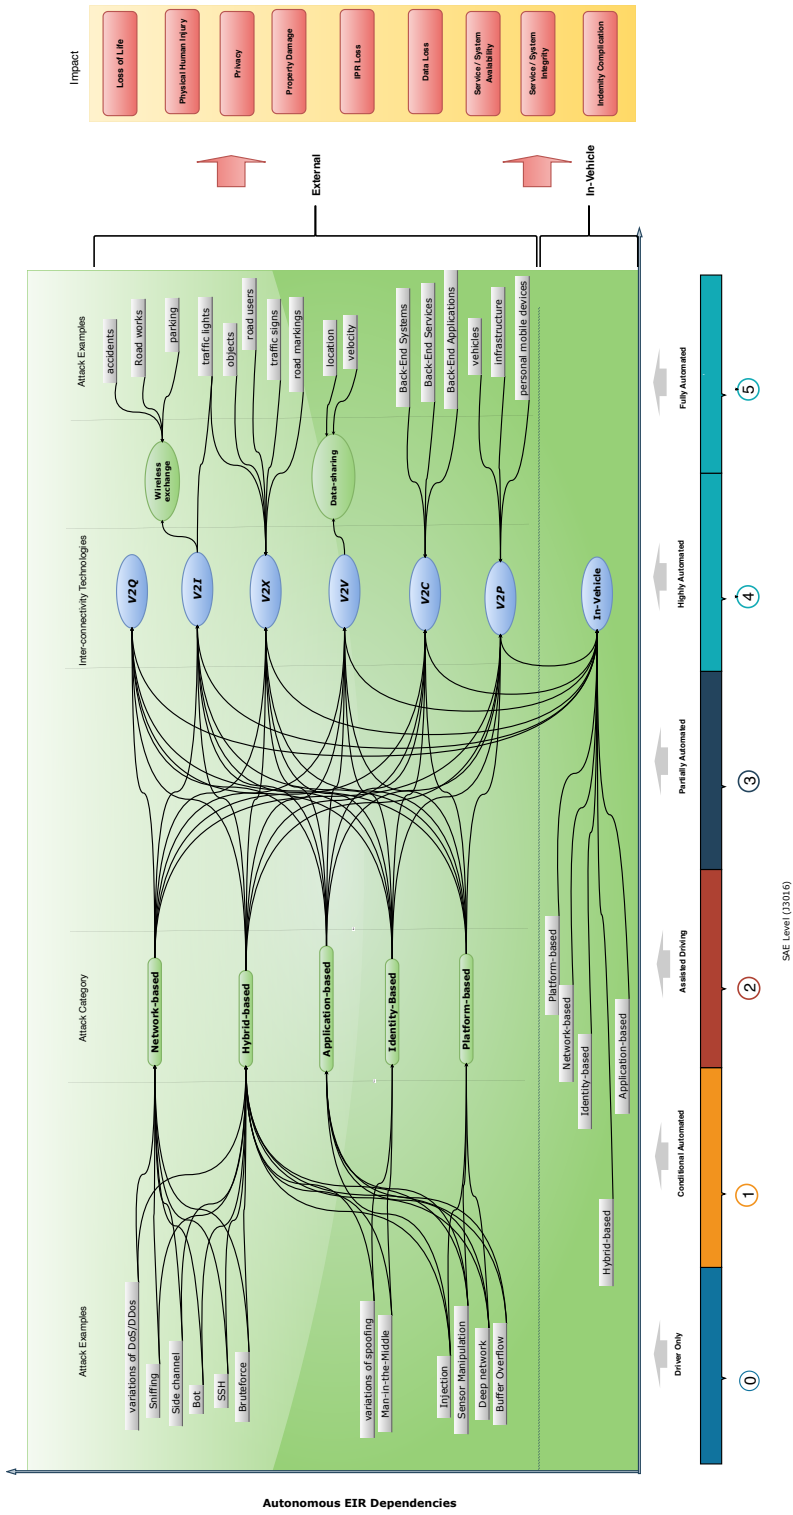 Impact
Loss of Life
Physical Human Injury
Privacy
Property Damage
IPR Loss
Data Loss
Service / System
Avalability
Service / System
Integrity
Indemnity Complication
External
In-Vehicle
Attack Examples
accidents
Road works
parking
traffic lights
objects
road users
traffic signs
road markings
location
velocity
Back-End Systems
Back-End Services
Back-End Applications
vehicles
infrastructure
personal mobile devices
Wireless
exchange
Data-sharing
Inter-connectivity Technologies
V2Q
V2I
V2X
V2V
V2C
V2P
In-Vehicle
Attack Category
Network-based
Hybrid-based
Application-based
Identity-Based
Platform-based
Platform-based
Network-based
Identity-based
Application-based
Hybrid-based
Attack Examples
variations of DoS/DDos
Sniffing
Side channel
Bot
SSH
Bruteforce
variations of spoofing
Man-in-the-Middle
Injection
Sensor Manipulation
Deep network
Buffer Overflow
Autonomous EIR Dependencies
Driver Only
Conditional Automated
Assisted Driving
Partially Automated
Highly Automated
Fully Automated
0
1
2
3
4
5
SAE Level (J3016)